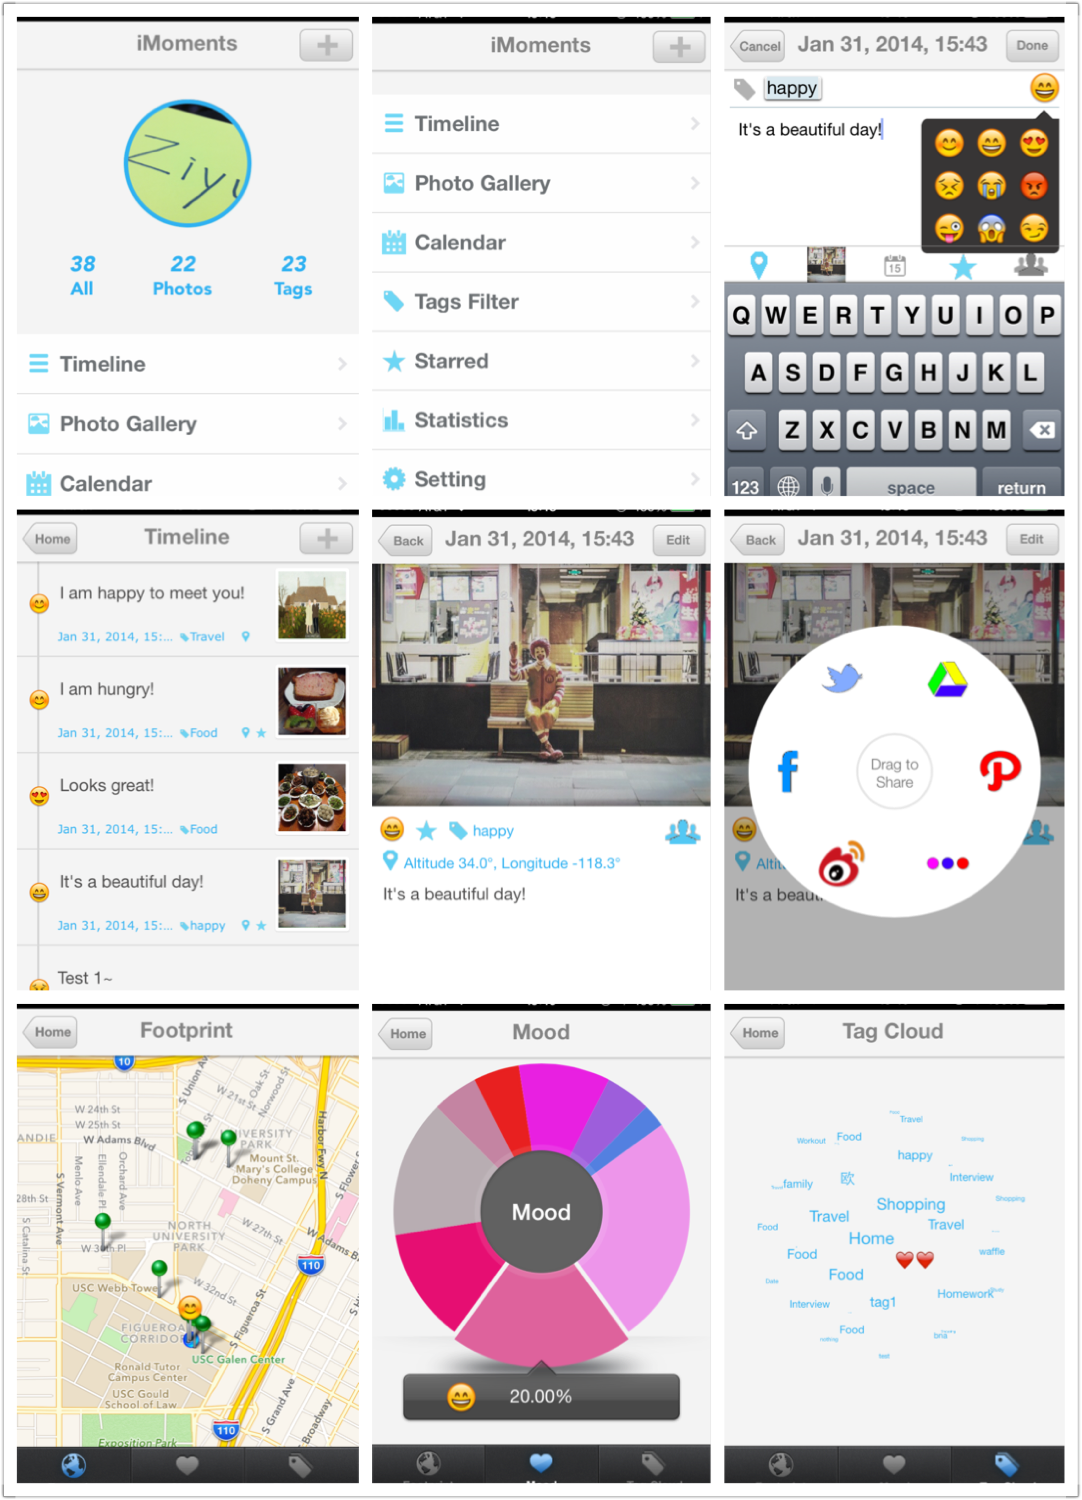 iMoments
Ziyu
38
22
23
All
Photos
Tags
Timeline
Photo Gallery
Calendar
iMoments
Timeline
Photo Gallery
Calendar
Tags Filter
Starred
Statistics
Setting
Cancel
Jan 31, 2014, 15:43
Done
happy
It's a beautiful day!
15
Q W E R T Y U I O P
A S D F G H J K L
Z X C V B N M
123
space
return
Home
Timeline
I am happy to meet you!
Jan 31, 2014, 15:... Travel
I am hungry!
Jan 31, 2014, 15:... Food
Looks great!
Jan 31, 2014, 15:... Food
It's a beautiful day!
Jan 31, 2014, 15:... happy
Test 1~
Back
Jan 31, 2014, 15:43
Edit
happy
Altitude 34.0°, Longitude -118.3°
It's a beautiful day!
Back
Jan 31, 2014, 15:43
Edit
Drag to
Share
It's a beaut
Home
Footprint
10
S Union Av
Oak St
Norwood St
W 21st St
W 24th St
W 25th St
W Adams Blvd
Menlo Ave
Ellendale Pl
Orchard Ave
28th St
S Vermont Ave
S Catalina St
W 30th Pl
UNIVERSITY
PARK
Mount St.
Mary's College
Doheny Campus
Harbor Fwy N
S Flower S
NORTH
UNIVERSITY
PARK
W 27th St
W Adams B
110
USC Webb Tower
W 32nd St
S Figueroa St
FIGUEROA
CORRIDOR
USC Galen Center
Ronald Tutor
Campus Center
USC Gould
School of Law
S Grand Ave
Broadway
110
Exposition Park
Home
Mood
Mood
20.00%
Home
Tag Cloud
Travel
Workout
Food
Shopping
happy
family
欧
Interview
Shopping
Shopping
Travel
Travel
Food
Home
waffle
Food
Food
Data
Homework
Study
Interview
tag1
Food
nothing
bna
test